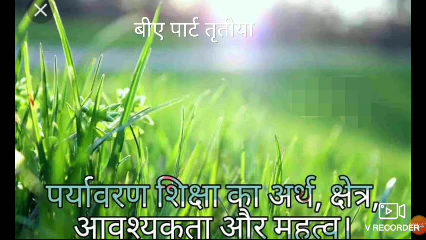 बीए पार्ट तृतीया
पर्यावरण शिक्षा का अर्थ, क्षेत्र,
आवश्यकता और महत्व।
V RECORDER